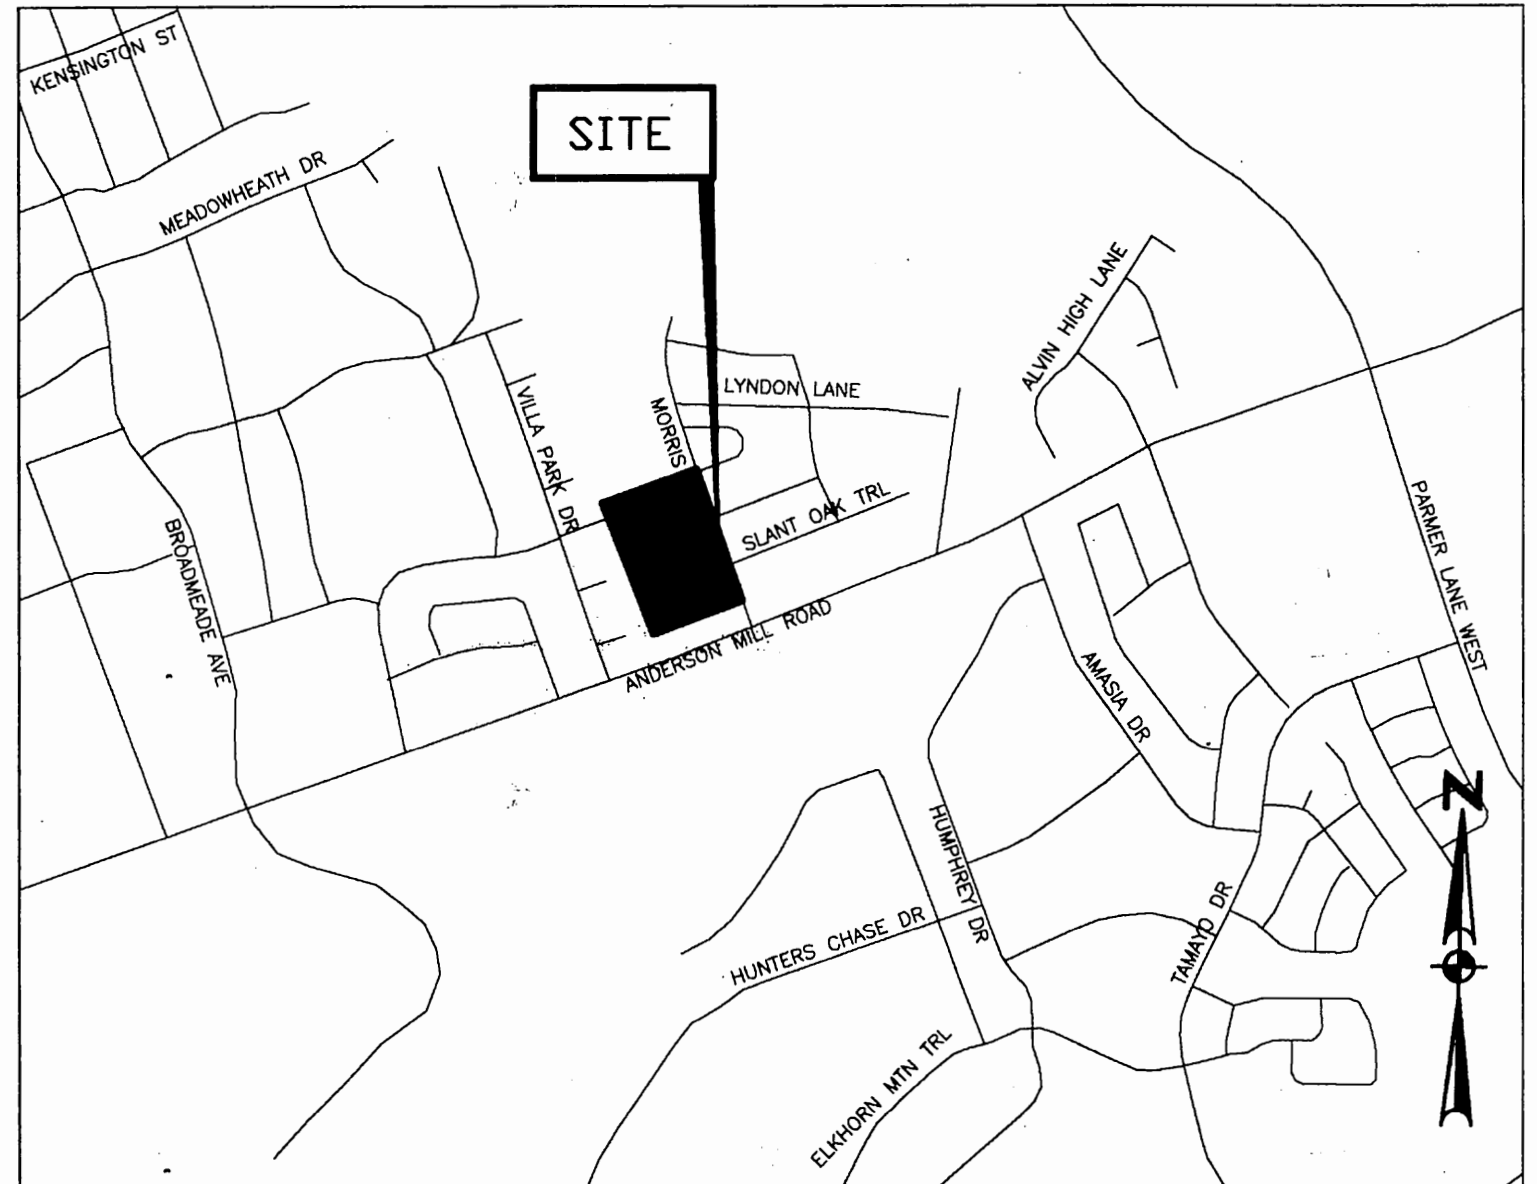 KENSINGTON ST
SITE
MEADOWHEATH DR
ALVIN HIGH LANE
LYNDON LANE
VILLA PARK DR
MORRIS
SLANT OAK TRL
PARMER LANE WEST
BROADMEADE AVE
ANDERSON MILL ROAD
AMASIA DR
N
HUMPHREY DR
TAMAYO DR
HUNTERS CHASE DR
ELKHORN MTN TRL